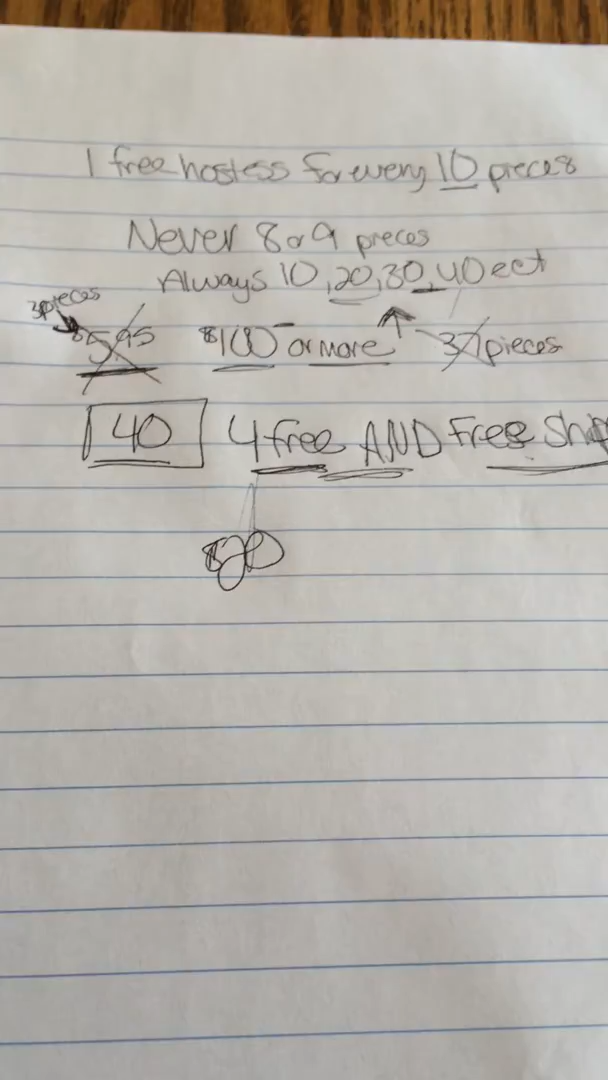 1 free hostess for every 10 pieces
Never 8 or 9 pieces
Always 10, 20, 30, 40 ect
3 pieces
$5.95 $100 or more 37 pieces
40 4 free AND Free Ship